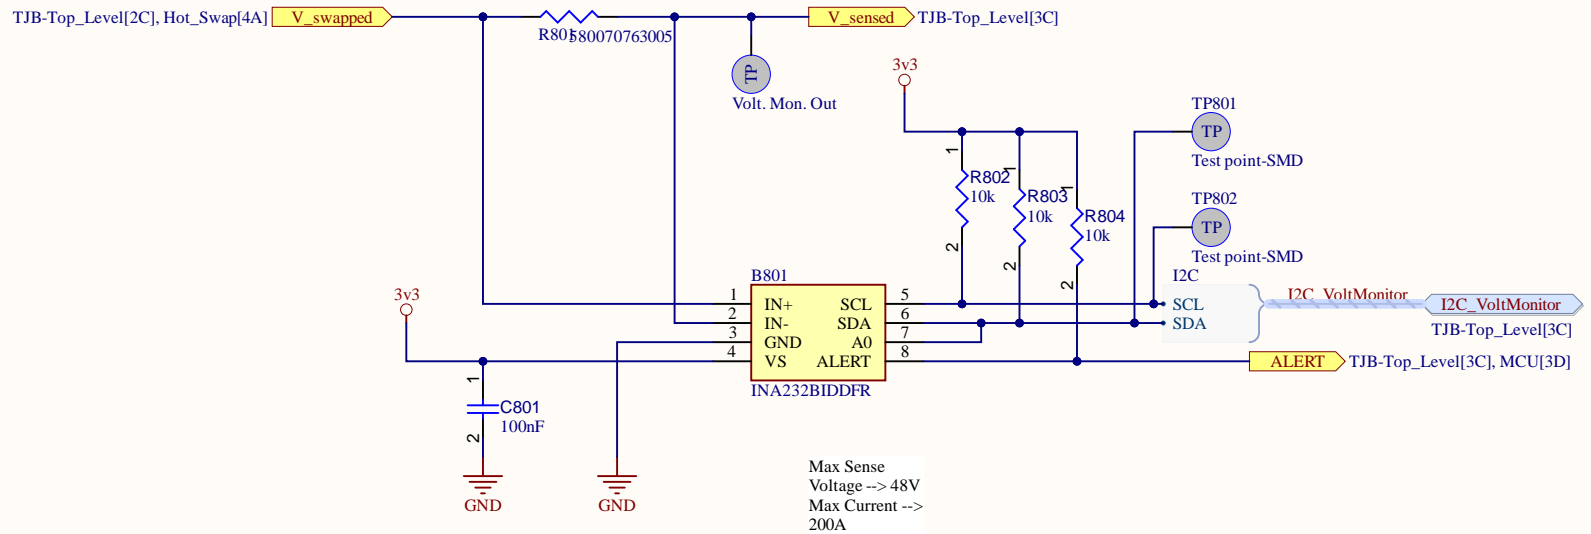 TJB-Top_Level[2C], Hot_Swap[4A]
V_swapped
V_sensed
TJB-Top_Level[3C]
R801
580070763005
TP
Volt. Mon. Out
3v3
TP801
TP
Test point-SMD
1
R802
10k
2
1
R803
10k
2
1
R804
10k
2
TP802
TP
Test point-SMD
I2C
SCL
SDA
I2C_VoltMonitor
I2C_VoltMonitor
TJB-Top_Level[3C]
B801
1 IN+ SCL 5
2 IN- SDA 6
3 GND A0 7
4 VS ALERT 8
INA232BIDDFR
ALERT
TJB-Top_Level[3C], MCU[3D]
3v3
1
C801
100nF
2
GND
GND
Max Sense
Voltage --> 48V
Max Current -->
200A